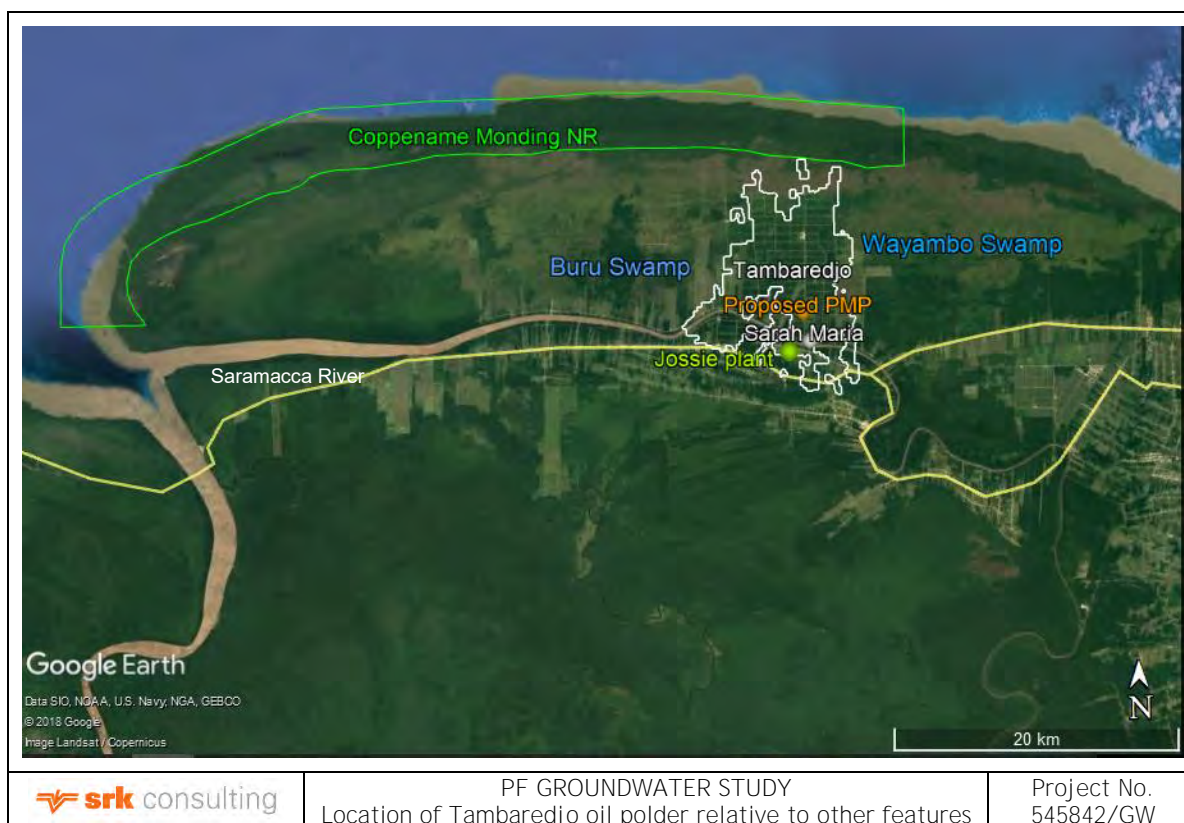 Coppename Monding NR
Wayambo Swamp
Buru Swamp
Tambaredjo
Proposed PMP
Sarah Maria
Jossie plant
Saramacca River
Google Earth
Data SIO, NOAA, U.S. Navy, NGA, GEBCO
© 2018 Google
Image Landsat / Copernicus
N
20 km
srk consulting
PF GROUNDWATER STUDY
Location of Tambaredjo oil polder relative to other features
Project No.
545842/GW